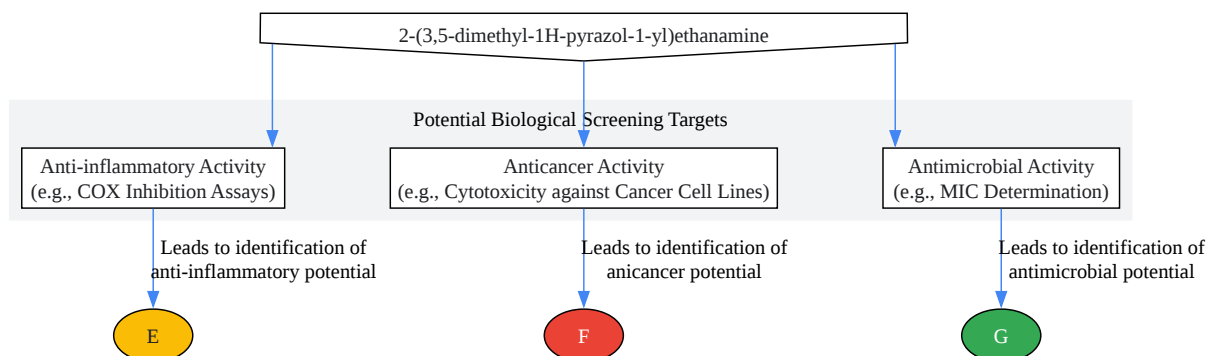 2-(3,5-dimethyl-1H-pyrazol-1-yl)ethanamine
Potential Biological Screening Targets
Anti-inflammatory Activity
(e.g., COX Inhibition Assays)
Anticancer Activity
(e.g., Cytotoxicity against Cancer Cell Lines)
Antimicrobial Activity
(e.g., MIC Determination)
Leads to identification of
anti-inflammatory potential
Leads to identification of
anicancer potential
Leads to identification of
antimicrobial potential
E
F
G